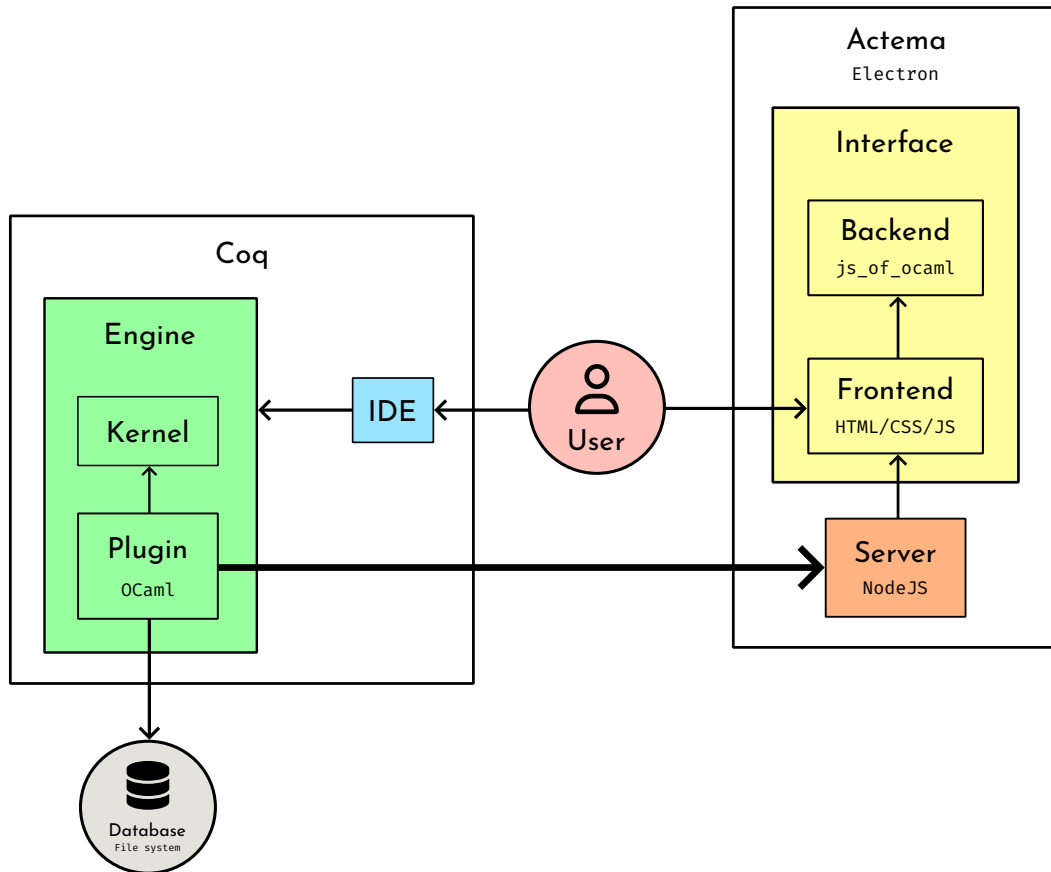 Actema
Electron
Interface
Backend
js_of_ocaml
Frontend
HTML/CSS/JS
Server
NodeJS
Coq
Engine
Kernel
Plugin
OCaml
IDE
User
Database
File system